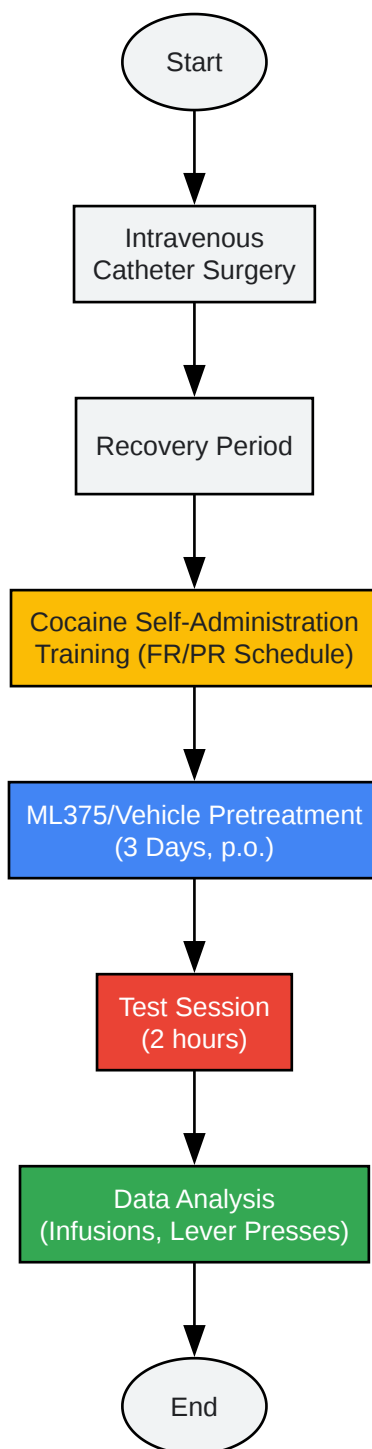 Start
Intravenous
Catheter Surgery
Recovery Period
Cocaine Self-Administration
Training (FR/PR Schedule)
ML375/Vehicle Pretreatment
(3 Days, p.o.)
Test Session
(2 hours)
Data Analysis
(Infusions, Lever Presses)
End